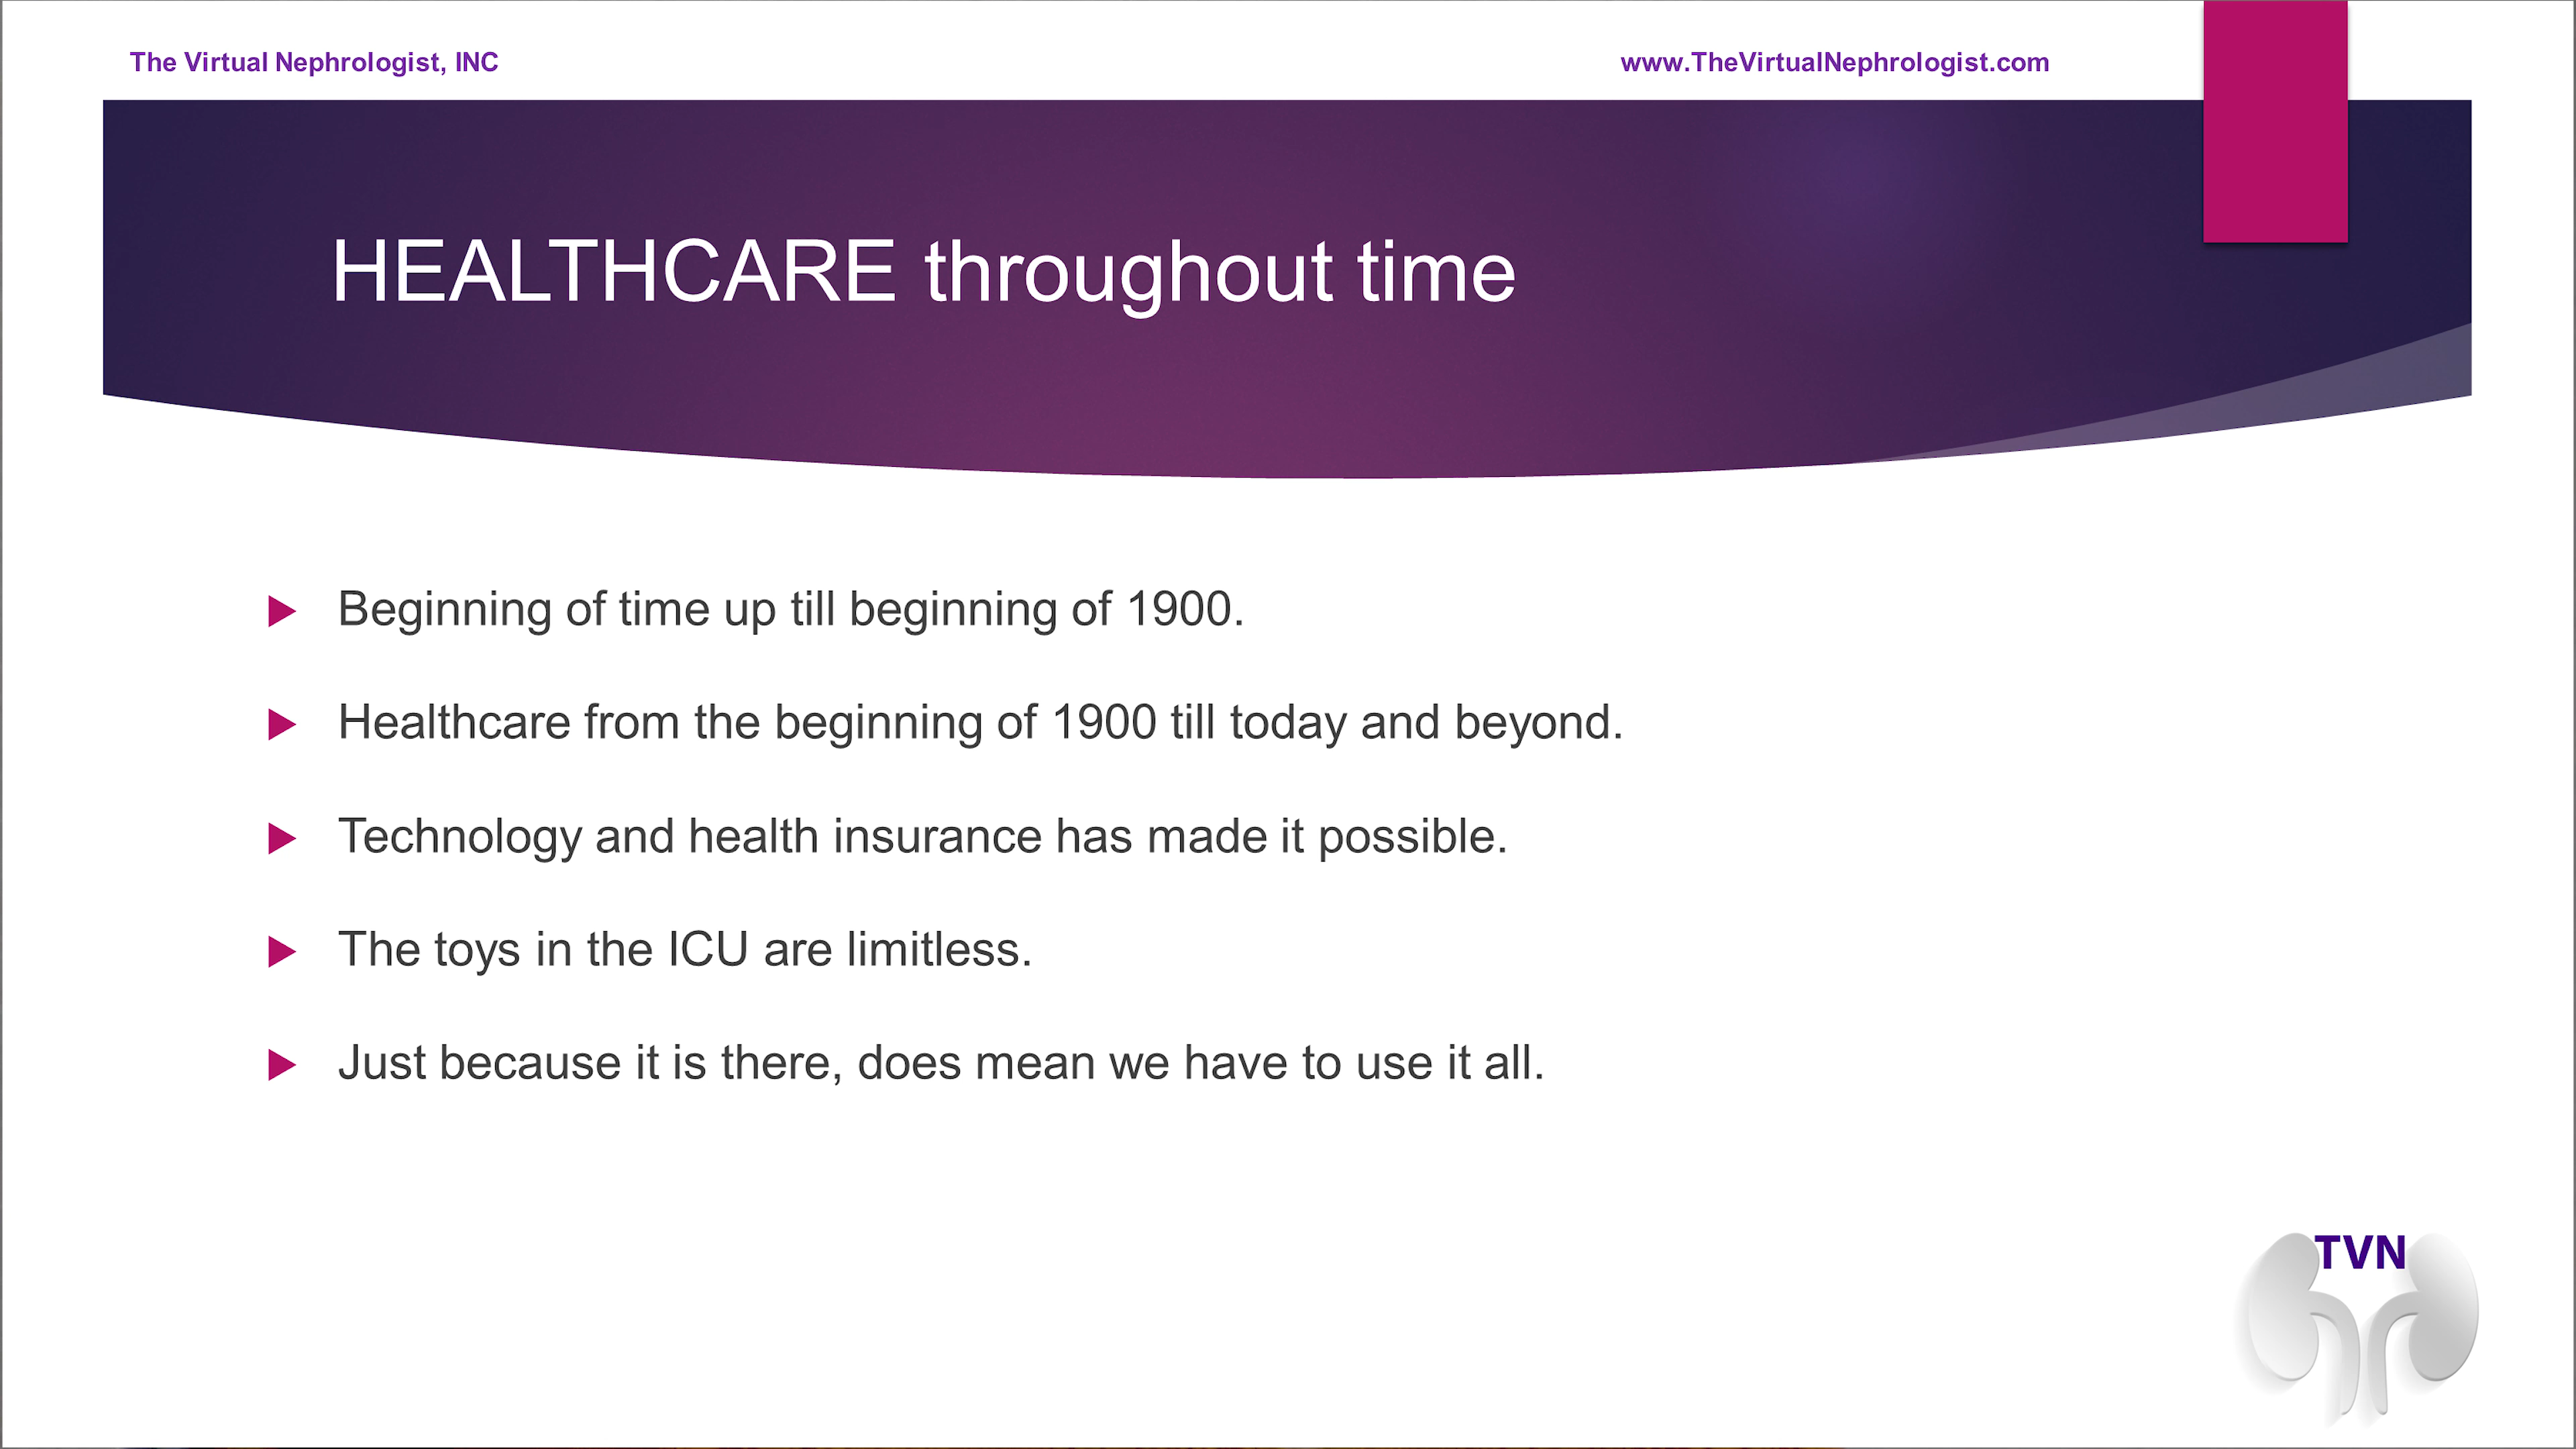 The Virtual Nephrologist, INC
www.TheVirtualNephrologist.com
HEALTHCARE throughout time
Beginning of time up till beginning of 1900.
Healthcare from the beginning of 1900 till today and beyond.
Technology and health insurance has made it possible.
The toys in the ICU are limitless.
Just because it is there, does mean we have to use it all.
TVN